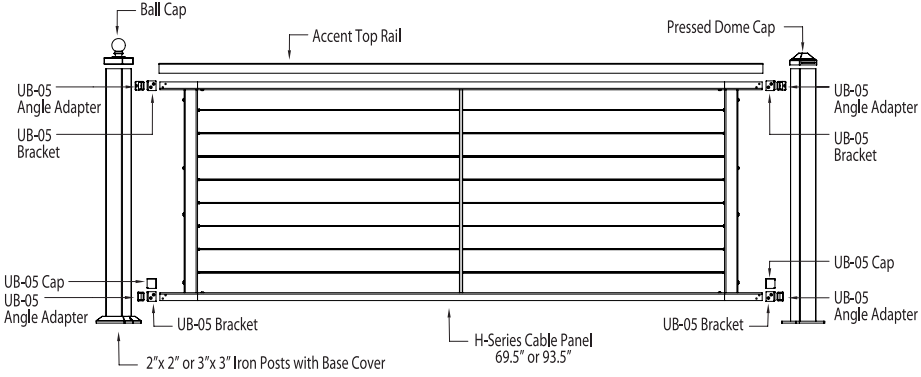 Ball Cap
Accent Top Rail
Pressed Dome Cap
UB-05
Angle Adapter
UB-05
Bracket
UB-05
Angle Adapter
UB-05
Bracket
UB-05 Cap
UB-05
Angle Adapter
UB-05 Bracket
UB-05 Cap
UB-05
Angle Adapter
UB-05 Bracket
H-Series Cable Panel
69.5” or 93.5”
2”x 2” or 3”x 3” Iron Posts with Base Cover